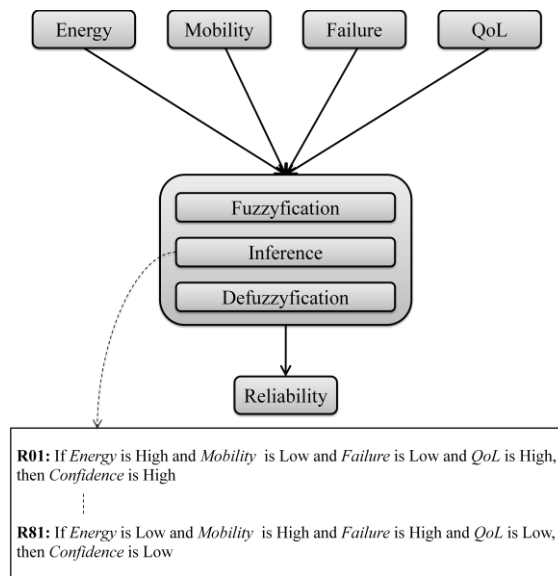 Energy
Mobility
Failure
QoL
Fuzzyfication
Inference
Defuzzyfication
Reliability
R01: If Energy is High and Mobility is Low and Failure is Low and QoL is High,
then Confidence is High
R81: If Energy is Low and Mobility is High and Failure is High and QoL is Low,
then Confidence is Low